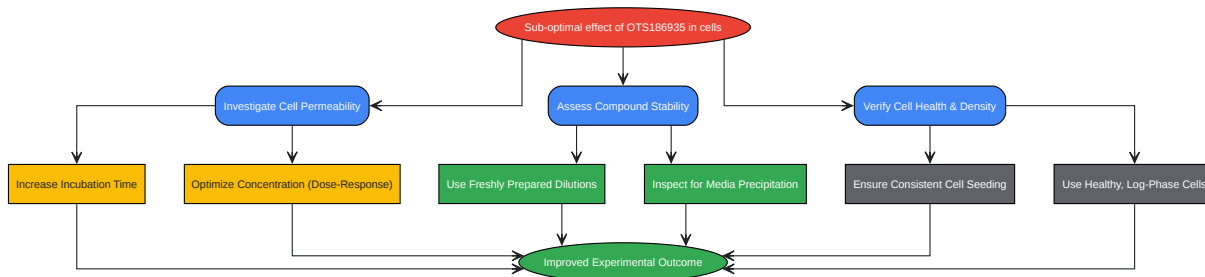 Sub-optimal effect of OTS186935 in cells
Investigate Cell Permeability
Assess Compound Stability
Verify Cell Health & Density
Increase Incubation Time
Optimize Concentration (Dose-Response)
Use Freshly Prepared Dilutions
Inspect for Media Precipitation
Ensure Consistent Cell Seeding
Use Healthy, Log-Phase Cells
Improved Experimental Outcome